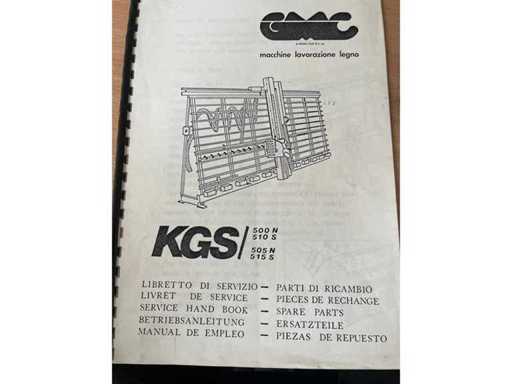 GMC
macchine lavorazione legno
KGS/ 500 N
510 S
505 N
515 S
LIBRETTO DI SERVIZIO — PARTI DI RICAMBIO
LIVRET DE SERVICE — PIECES DE RECHANGE
SERVICE HAND BOOK — SPARE PARTS
BETRIEBSANLEITUNG — ERSATZTEILE
MANUAL DE EMPLEO — PIEZAS DE REPUESTO